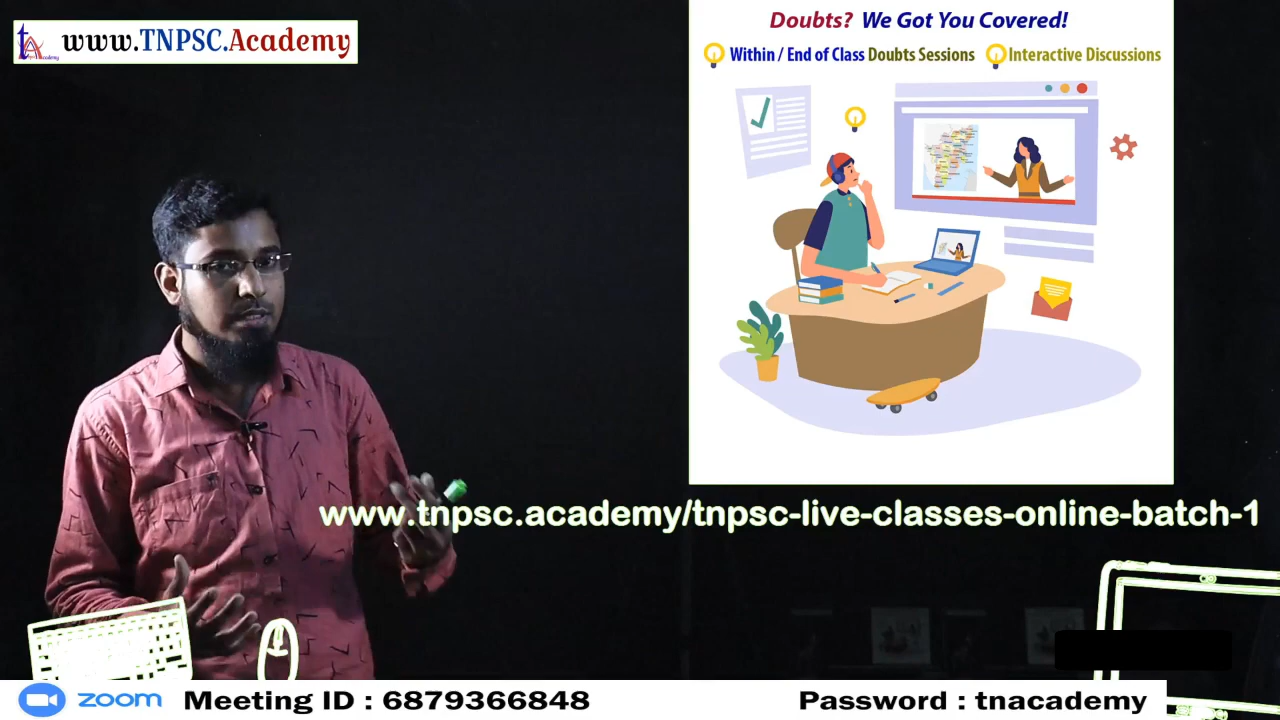 www.TNPSC.Academy
Doubts? We Got You Covered!
Within / End of Class Doubts Sessions Interactive Discussions
www.tnpsc.academy/tnpsc-live-classes-online-batch-1
zoom Meeting ID : 6879366848 Password : tnacademy